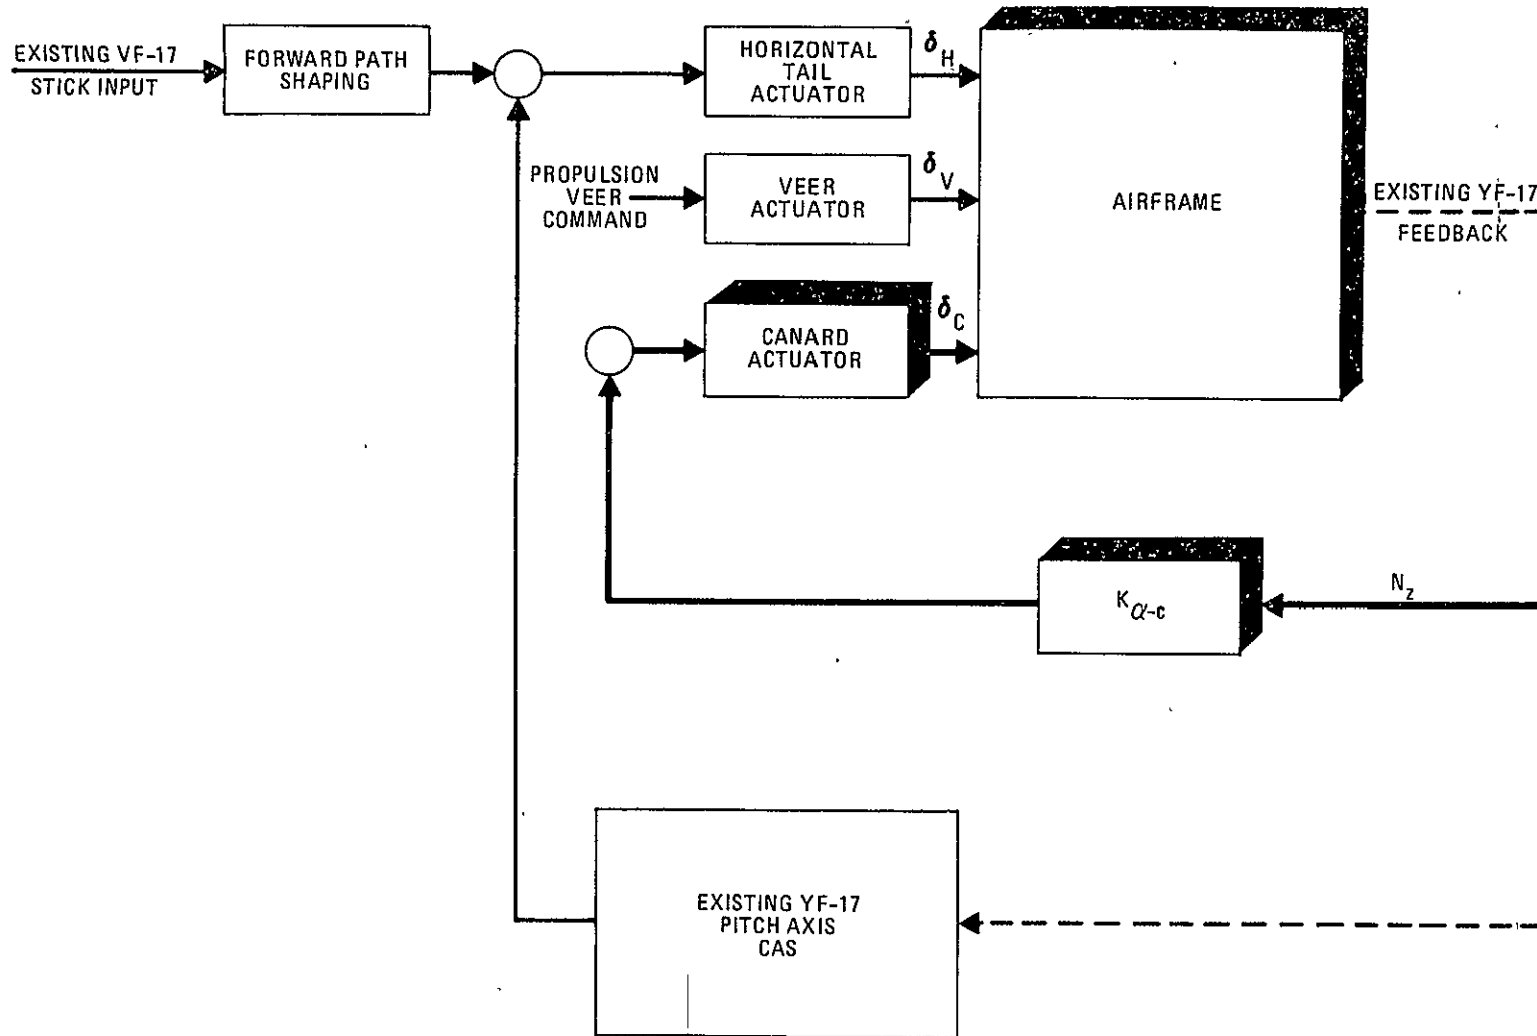 EXISTING VF-17
STICK INPUT
FORWARD PATH
SHAPING
HORIZONTAL
TAIL
ACTUATOR
δH
PROPULSION
VEER
COMMAND
VEER
ACTUATOR
δV
AIRFRAME
EXISTING YF-17
FEEDBACK
CANARD
ACTUATOR
δC
Kα-c
Nz
EXISTING YF-17
PITCH AXIS
CAS